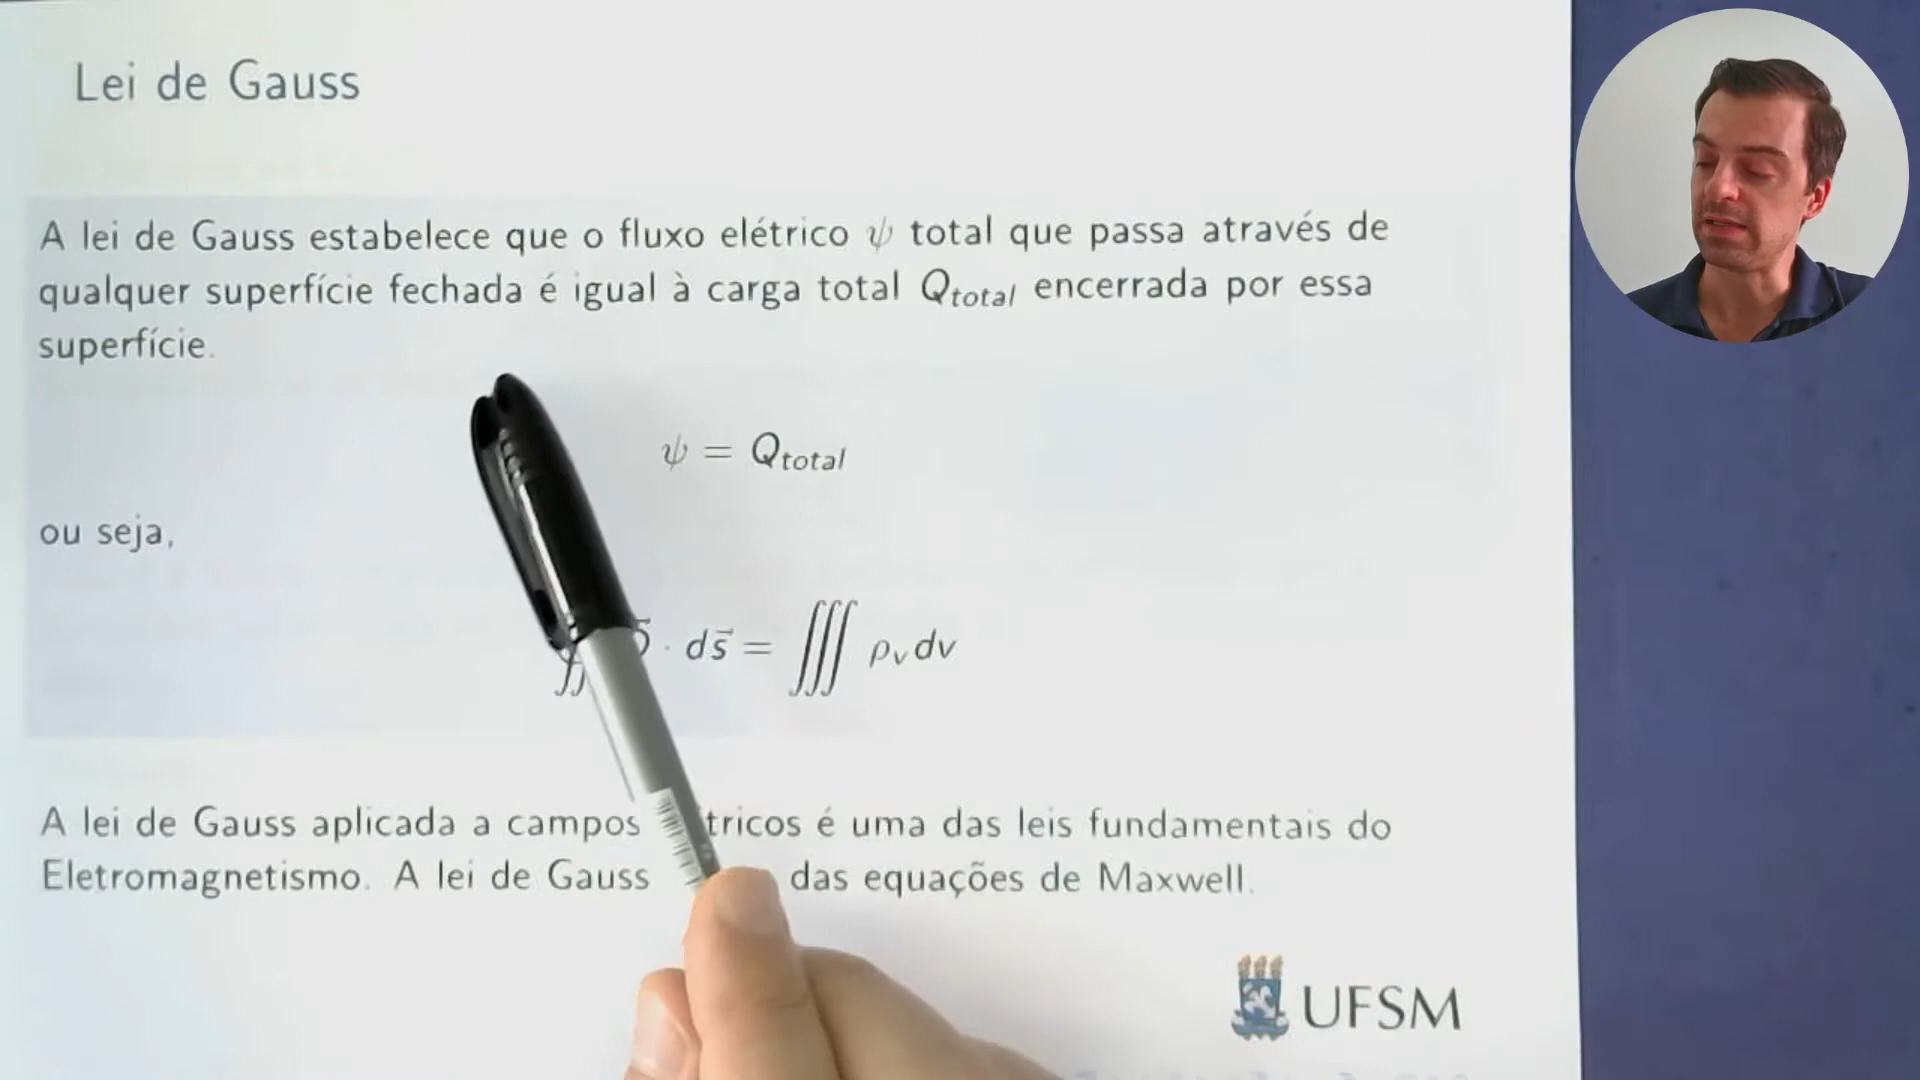 Lei de Gauss
A lei de Gauss estabelece que o fluxo elétrico ψ total que passa através de
qualquer superfície fechada é igual à carga total Q_total encerrada por essa
superfície.
ψ = Q_total
ou seja,
· ds⃗ = ∭ ρ_v dv
A lei de Gauss aplicada a campos tricos é uma das leis fundamentais do
Eletromagnetismo. A lei de Gauss das equações de Maxwell.
UFSM